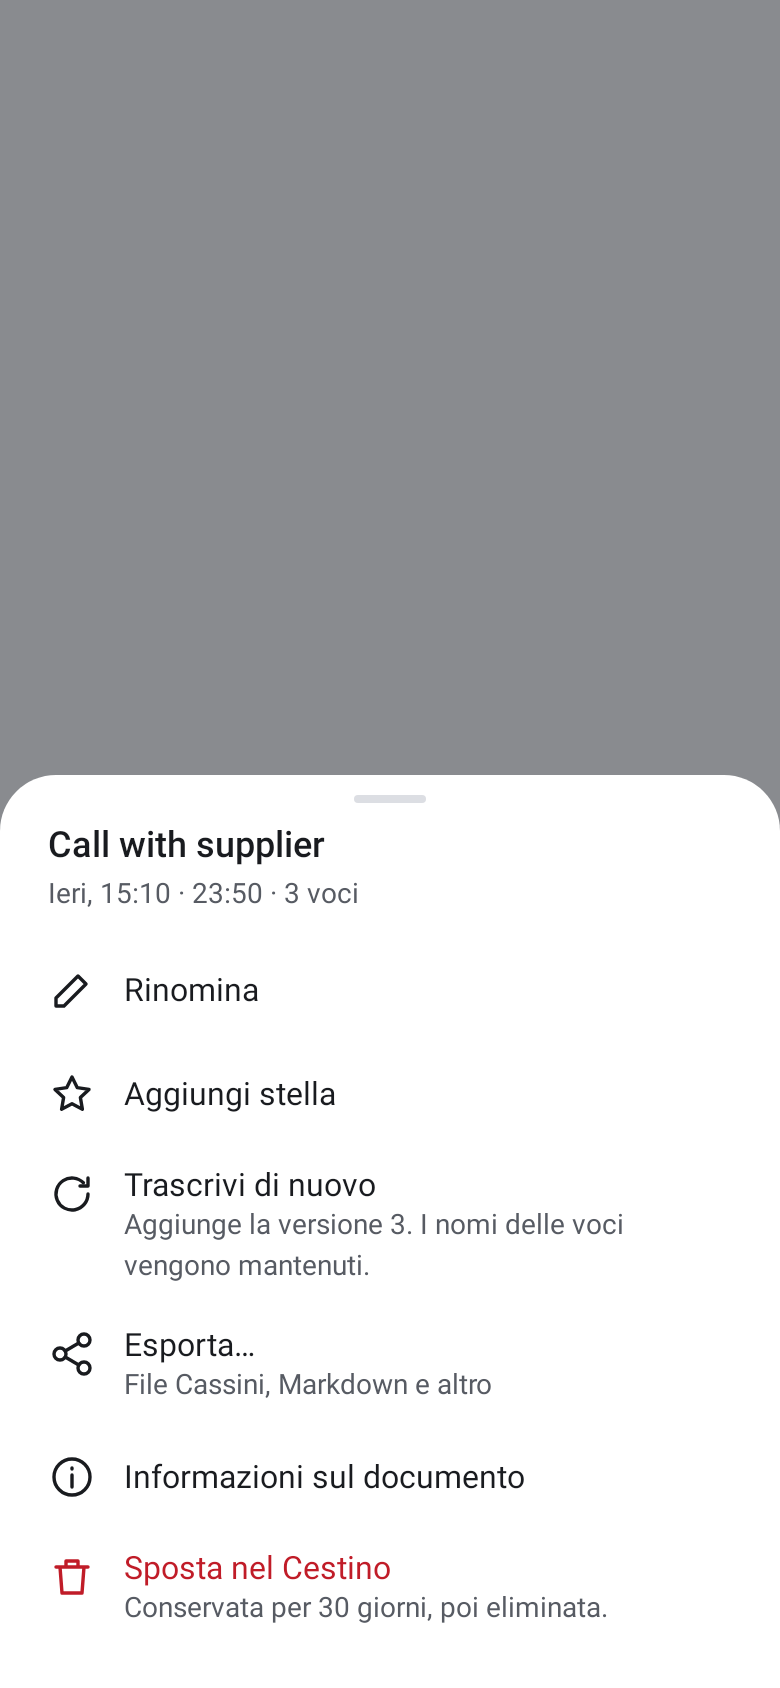 Call with supplier
Ieri, 15:10 · 23:50 · 3 voci
Rinomina
Aggiungi stella
Trascrivi di nuovo
Aggiunge la versione 3. I nomi delle voci
vengono mantenuti.
Esporta…
File Cassini, Markdown e altro
Informazioni sul documento
Sposta nel Cestino
Conservata per 30 giorni, poi eliminata.